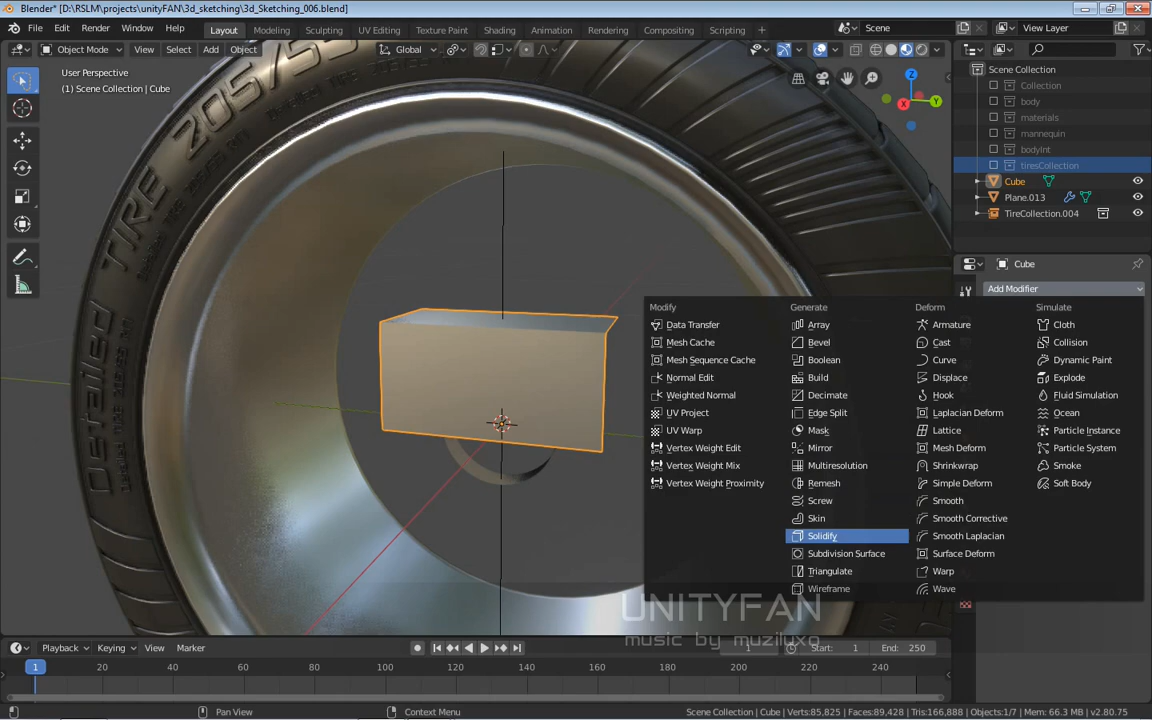 Blender* [D:\RSLM\projects\unityFAN\3d_sketching\3d_Sketching_006.blend]
File Edit Render Window Help Layout Modeling Sculpting UV Editing Texture Paint Shading Animation Rendering Compositing Scripting + Scene View Layer
Object Mode View Select Add Object Global
User Perspective
(1) Scene Collection | Cube
Z
Y
X
Scene Collection
Collection
body
materials
mannequin
bodyInt
tiresCollection
Cube
Plane.013
TireCollection.004
Cube
Add Modifier
Modify
Data Transfer
Mesh Cache
Mesh Sequence Cache
Normal Edit
Weighted Normal
UV Project
UV Warp
Vertex Weight Edit
Vertex Weight Mix
Vertex Weight Proximity
Generate
Array
Bevel
Boolean
Build
Decimate
Edge Split
Mask
Mirror
Multiresolution
Remesh
Screw
Skin
Solidify
Subdivision Surface
Triangulate
Wireframe
Deform
Armature
Cast
Curve
Displace
Hook
Laplacian Deform
Lattice
Mesh Deform
Shrinkwrap
Simple Deform
Smooth
Smooth Corrective
Smooth Laplacian
Surface Deform
Warp
Wave
Simulate
Cloth
Collision
Dynamic Paint
Explode
Fluid Simulation
Ocean
Particle Instance
Particle System
Smoke
Soft Body
Detailed TIRE 205/55
UNITYFAN
music by muziluxo
Playback Keying View Marker 1 Start: 1 End: 250
1 20 40 60 80 100 120 140 160 180 200 220 240
Pan View Context Menu Scene Collection | Cube | Verts:85,825 | Faces:89,428 | Tris:166,888 | Objects:1/7 | Mem: 66.3 MB | v2.80.75